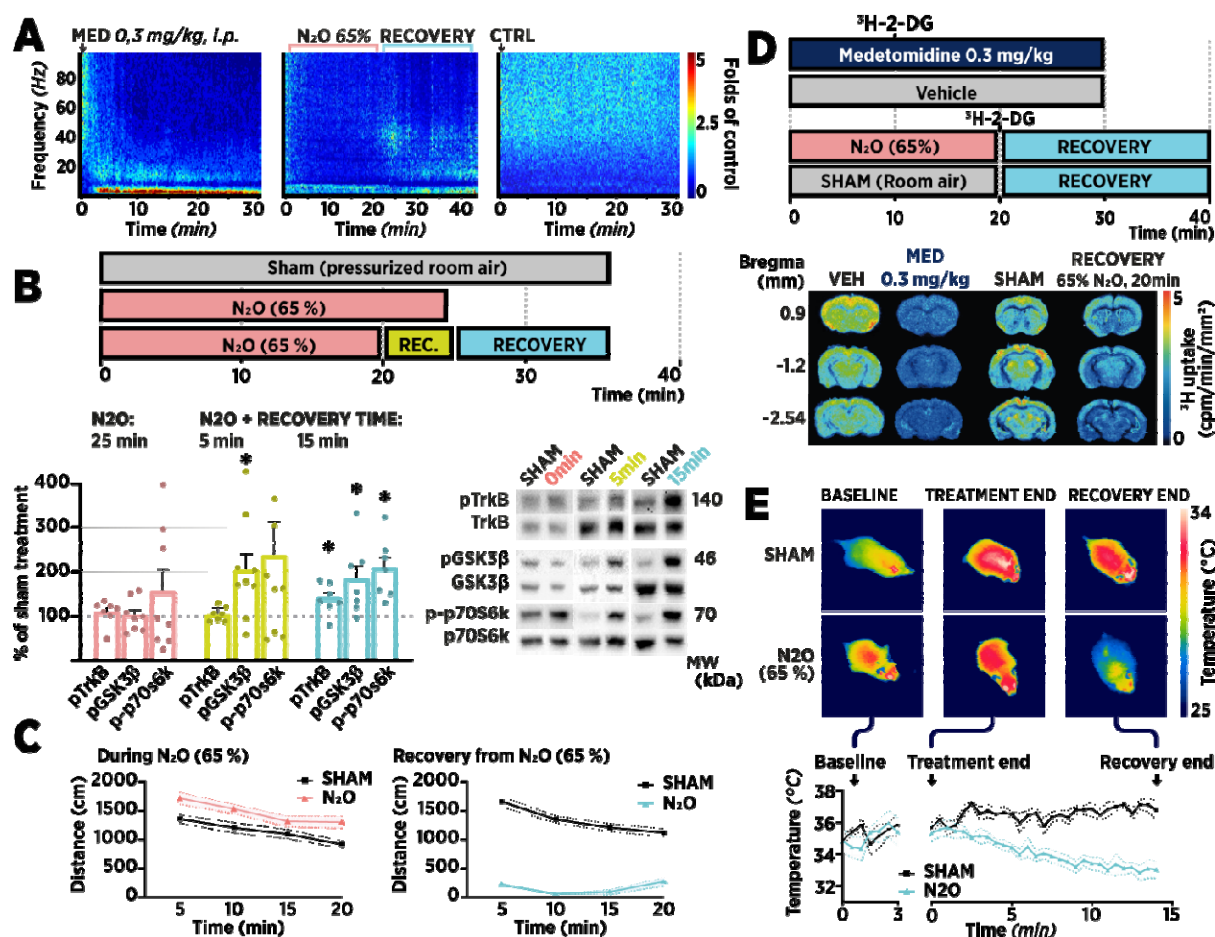 A
MED 0,3 mg/kg, i.p.
N₂O 65%
RECOVERY
CTRL
Frequency (Hz)
80
60
40
20
0 10 20 30
Time (min)
0 10 20 30 40
Time (min)
0 10 20 30
Time (min)
5
2.5
0
Folds of control
B
Sham (pressurized room air)
N₂O (65 %)
N₂O (65 %)
REC.
RECOVERY
0 10 20 30 40
Time (min)
N2O:
25 min
N2O + RECOVERY TIME:
5 min
15 min
% of sham treatment
400
300
200
100
* * * *
pTrkB
pGSK3β
p-p70s6k
pTrkB
pGSK3β
p-p70s6k
pTrkB
pGSK3β
p-p70s6k
SHAM
0min
SHAM
5min
SHAM
15min
pTrkB 140
TrkB
pGSK3β 46
GSK3β
p-p70S6k 70
p70S6k
MW
(kDa)
C
During N₂O (65 %)
Distance (cm)
2000
1500
1000
500
0
5 10 15 20
Time (min)
SHAM
N₂O
Recovery from N₂O (65 %)
Distance (cm)
2000
1500
1000
500
0
5 10 15 20
Time (min)
SHAM
N₂O
D
³H-2-DG
Medetomidine 0.3 mg/kg
Vehicle
³H-2-DG
N₂O (65%)
RECOVERY
SHAM (Room air)
RECOVERY
0 10 20 30 40
Time (min)
Bregma
(mm)
VEH
MED
0.3 mg/kg
SHAM
RECOVERY
65% N₂O, 20min
0.9
-1.2
-2.54
5
0
³H uptake
(cpm/min/mm²)
E
BASELINE
TREATMENT END
RECOVERY END
SHAM
N2O
(65 %)
34
25
Temperature (°C)
Baseline
Treatment end
Recovery end
Temperature (°C)
38
36
34
32
0 3
0 5 10 15
Time (min)
SHAM
N2O